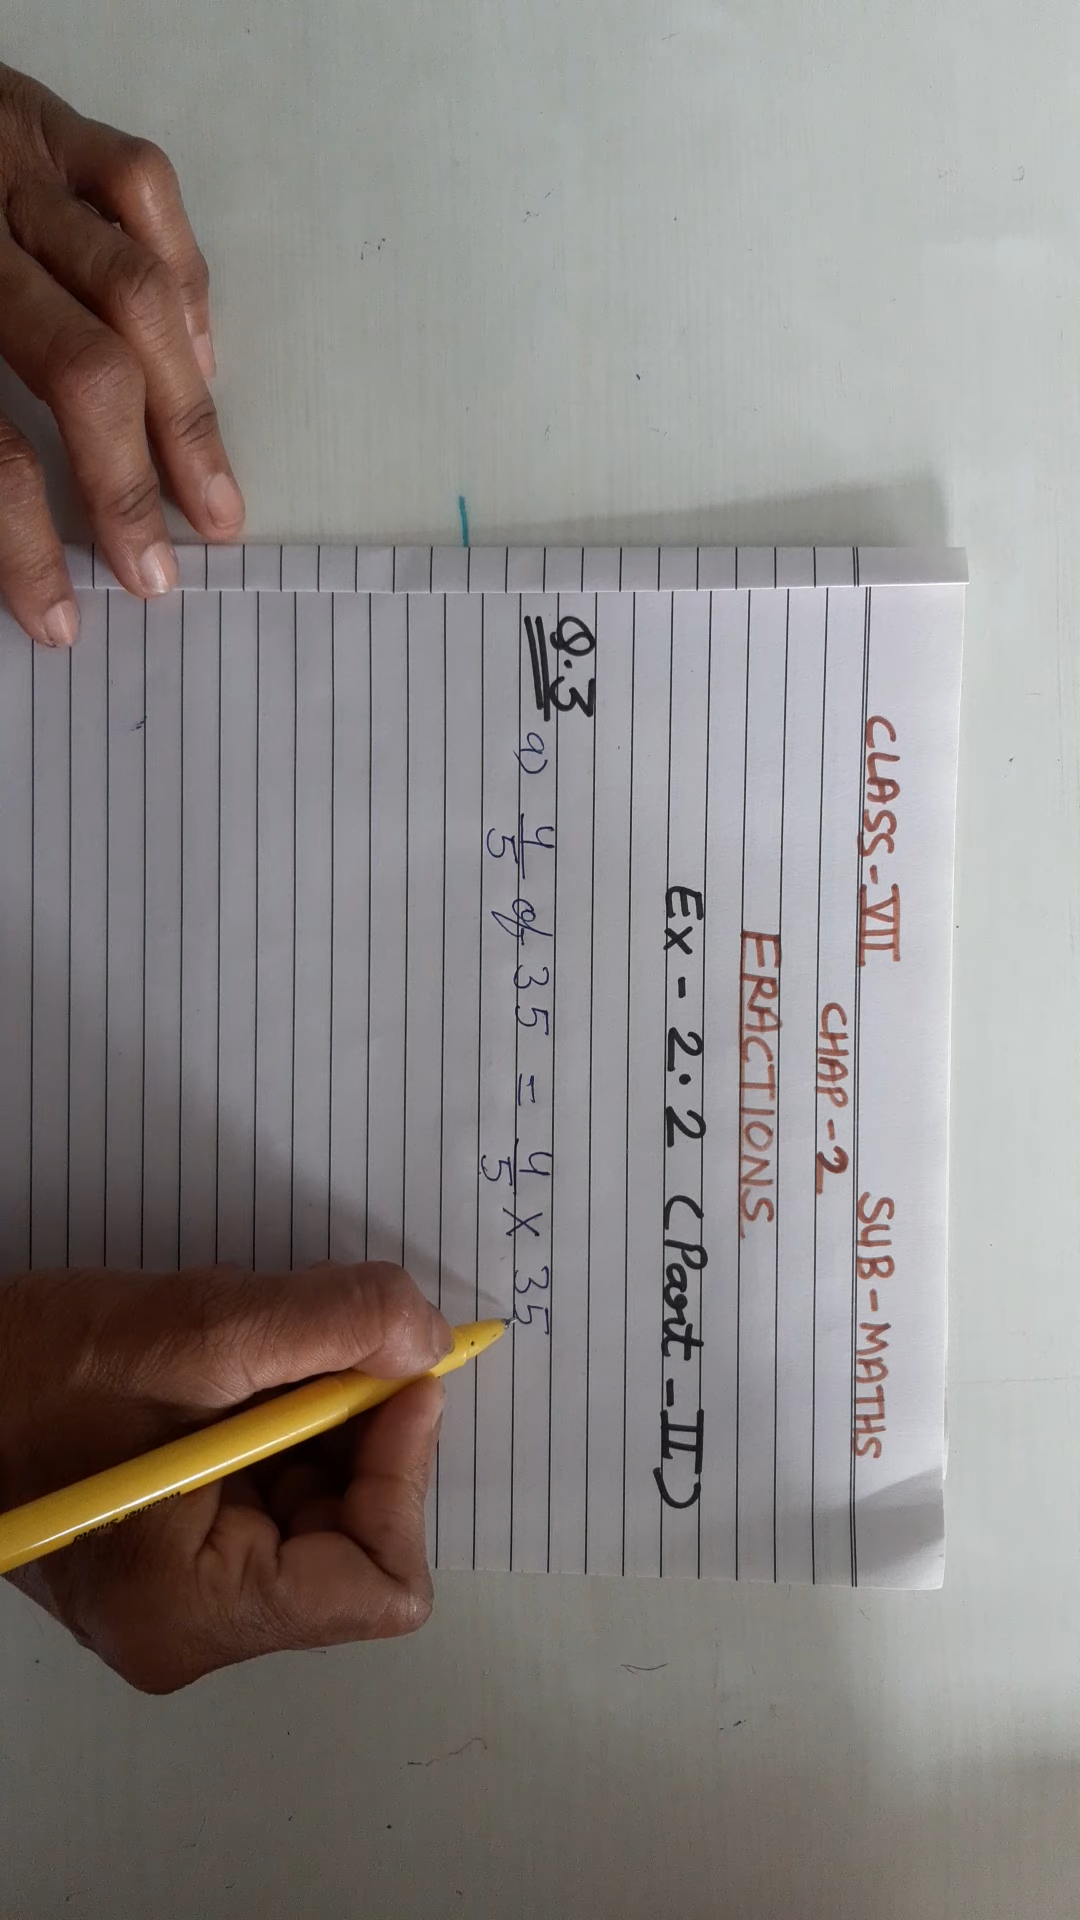 CLASS-VII SUB-MATHS
CHAP-2
FRACTIONS
Ex-2.2 (Part-II)
Q.3
a) 4/5 of 35 = 4/5 × 35